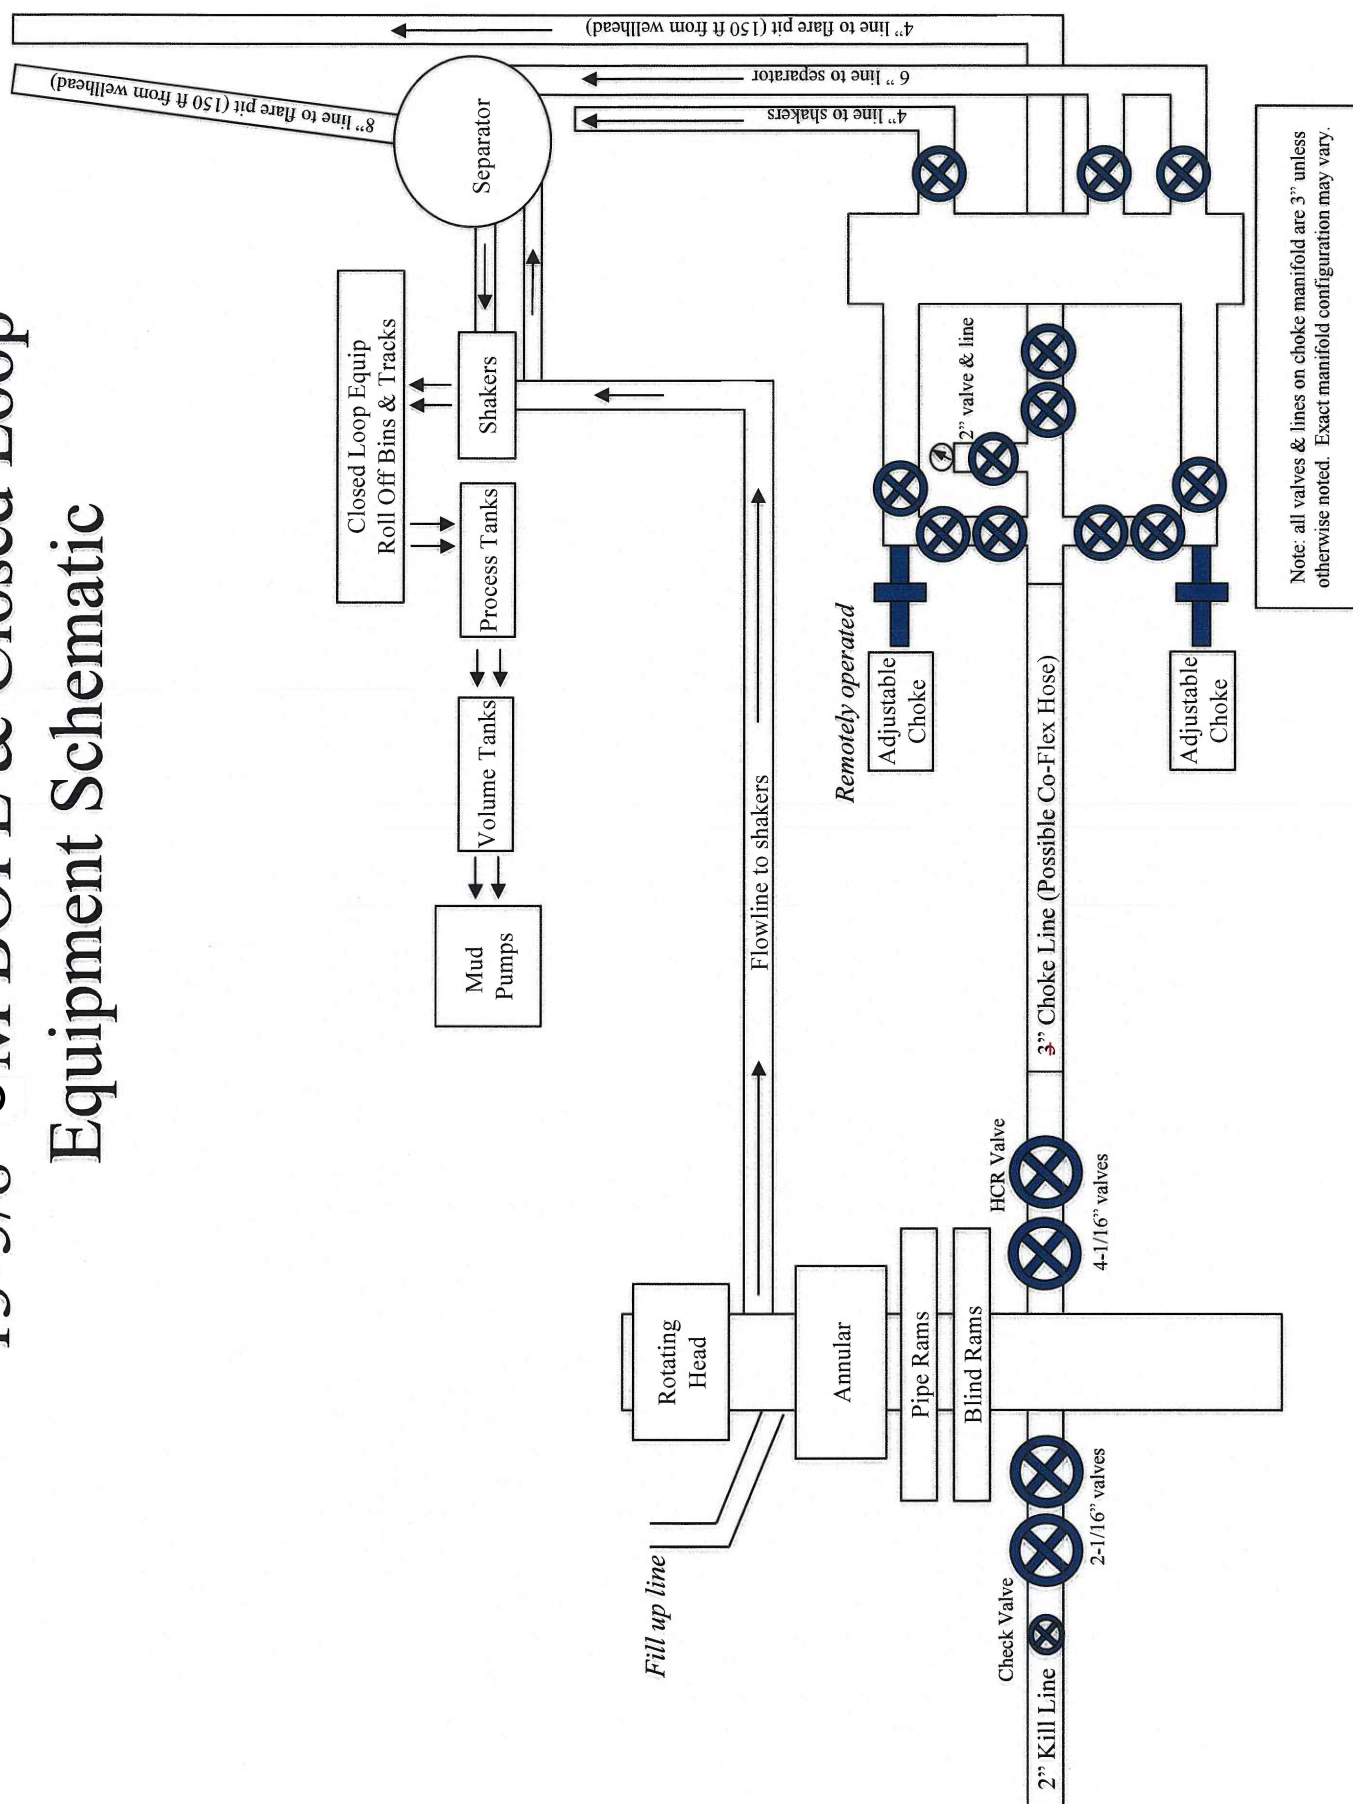 Equipment Schematic
4” line to flare pit (150 ft from wellhead)
8” line to flare pit (150 ft from wellhead)
6” line to separator
4” line to shakers
Separator
Closed Loop Equip
Roll Off Bins & Tracks
Shakers
Process Tanks
Volume Tanks
Mud
Pumps
Flowline to shakers
Fill up line
Rotating
Head
Annular
Pipe Rams
Blind Rams
Remotely operated
Adjustable
Choke
2” valve & line
Adjustable
Choke
Check Valve
2” Kill Line
2-1/16” valves
HCR Valve
4-1/16” valves
3” Choke Line (Possible Co-Flex Hose)
Note: all valves & lines on choke manifold are 3” unless
otherwise noted. Exact manifold configuration may vary.